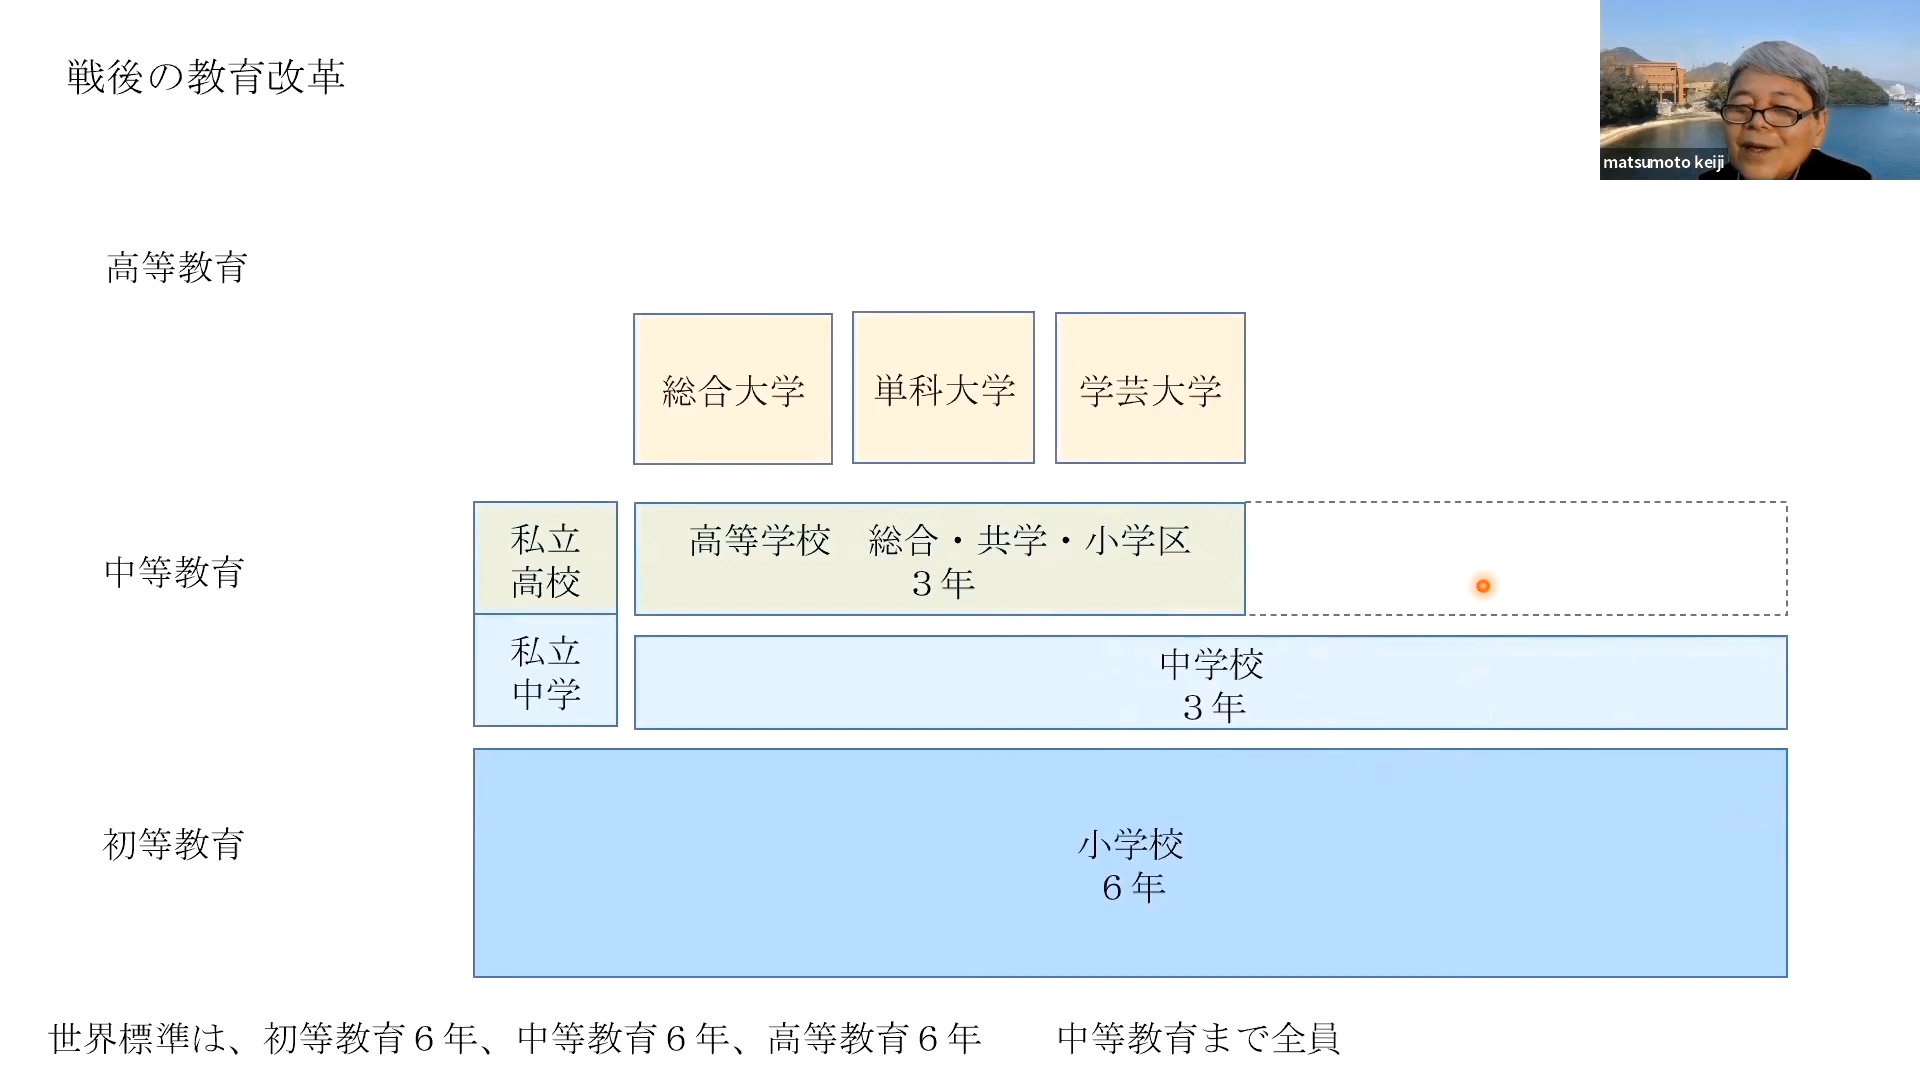 戦後の教育改革
matsumoto keiji
高等教育
総合大学
単科大学
学芸大学
中等教育
私立
高校
高等学校　総合・共学・小学区
３年
私立
中学
中学校
３年
初等教育
小学校
６年
世界標準は、初等教育６年、中等教育６年、高等教育６年　　中等教育まで全員